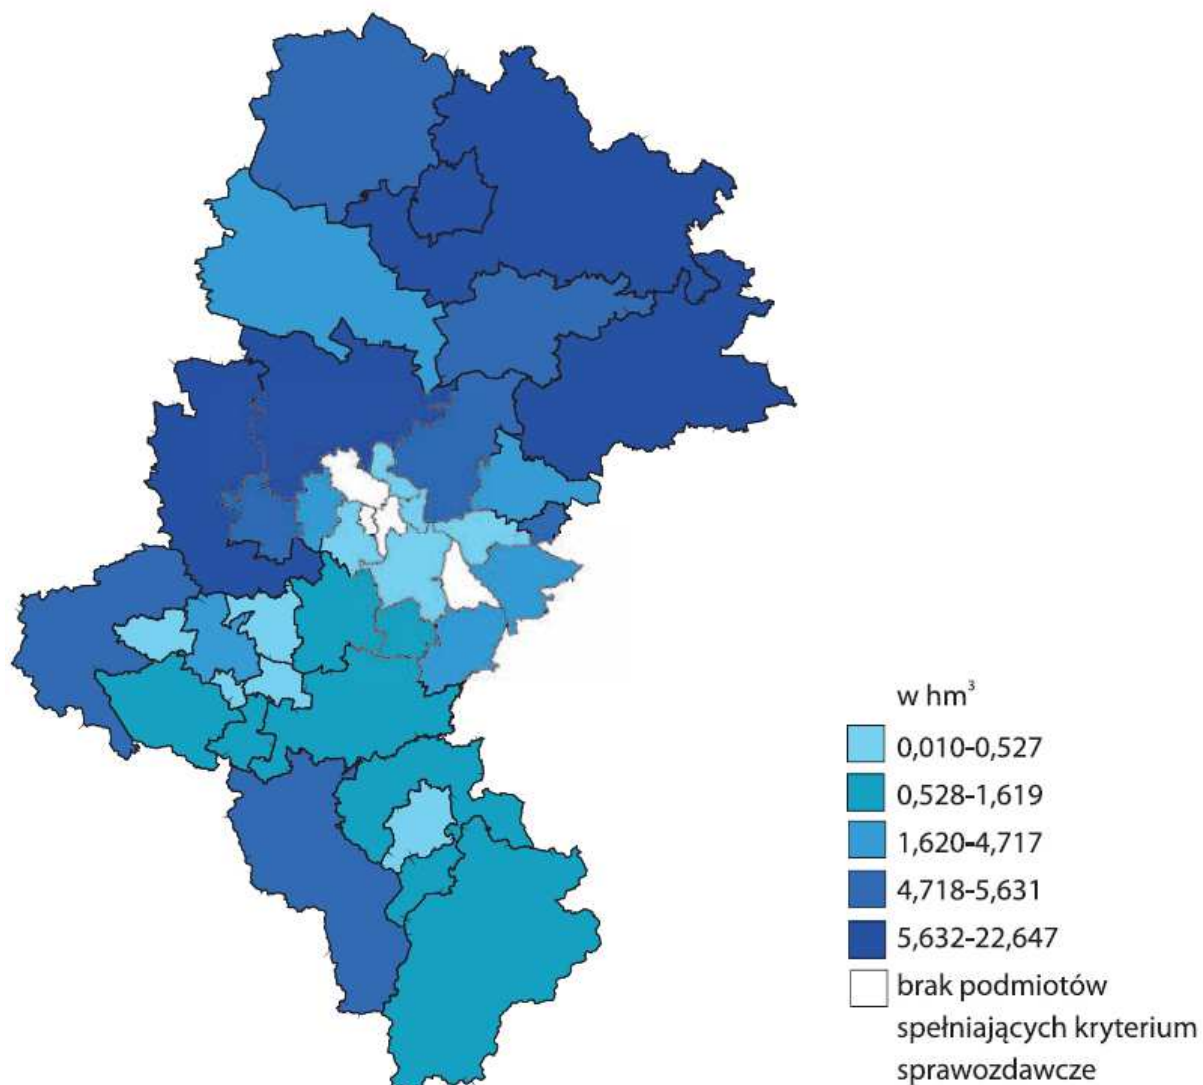 w hm³
0,010-0,527
0,528-1,619
1,620-4,717
4,718-5,631
5,632-22,647
brak podmiotów
spełniających kryterium
sprawozdawcze